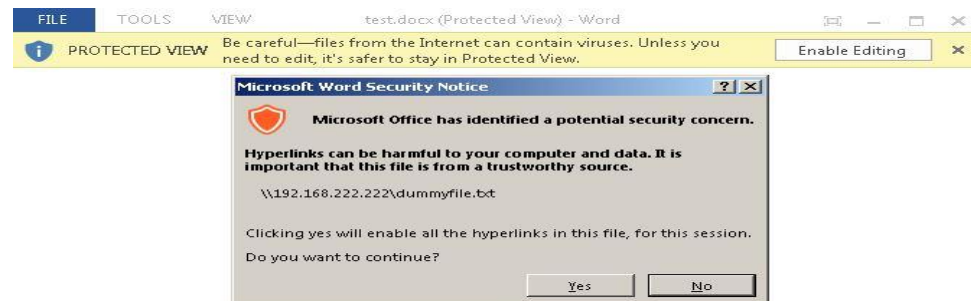 FILE TOOLS VIEW test.docx (Protected View) - Word
PROTECTED VIEW Be careful—files from the Internet can contain viruses. Unless you
need to edit, it's safer to stay in Protected View. Enable Editing
Microsoft Word Security Notice
Microsoft Office has identified a potential security concern.
Hyperlinks can be harmful to your computer and data. It is
important that this file is from a trustworthy source.
\\192.168.222.222\dummyfile.txt
Clicking yes will enable all the hyperlinks in this file, for this session.
Do you want to continue?
Yes No